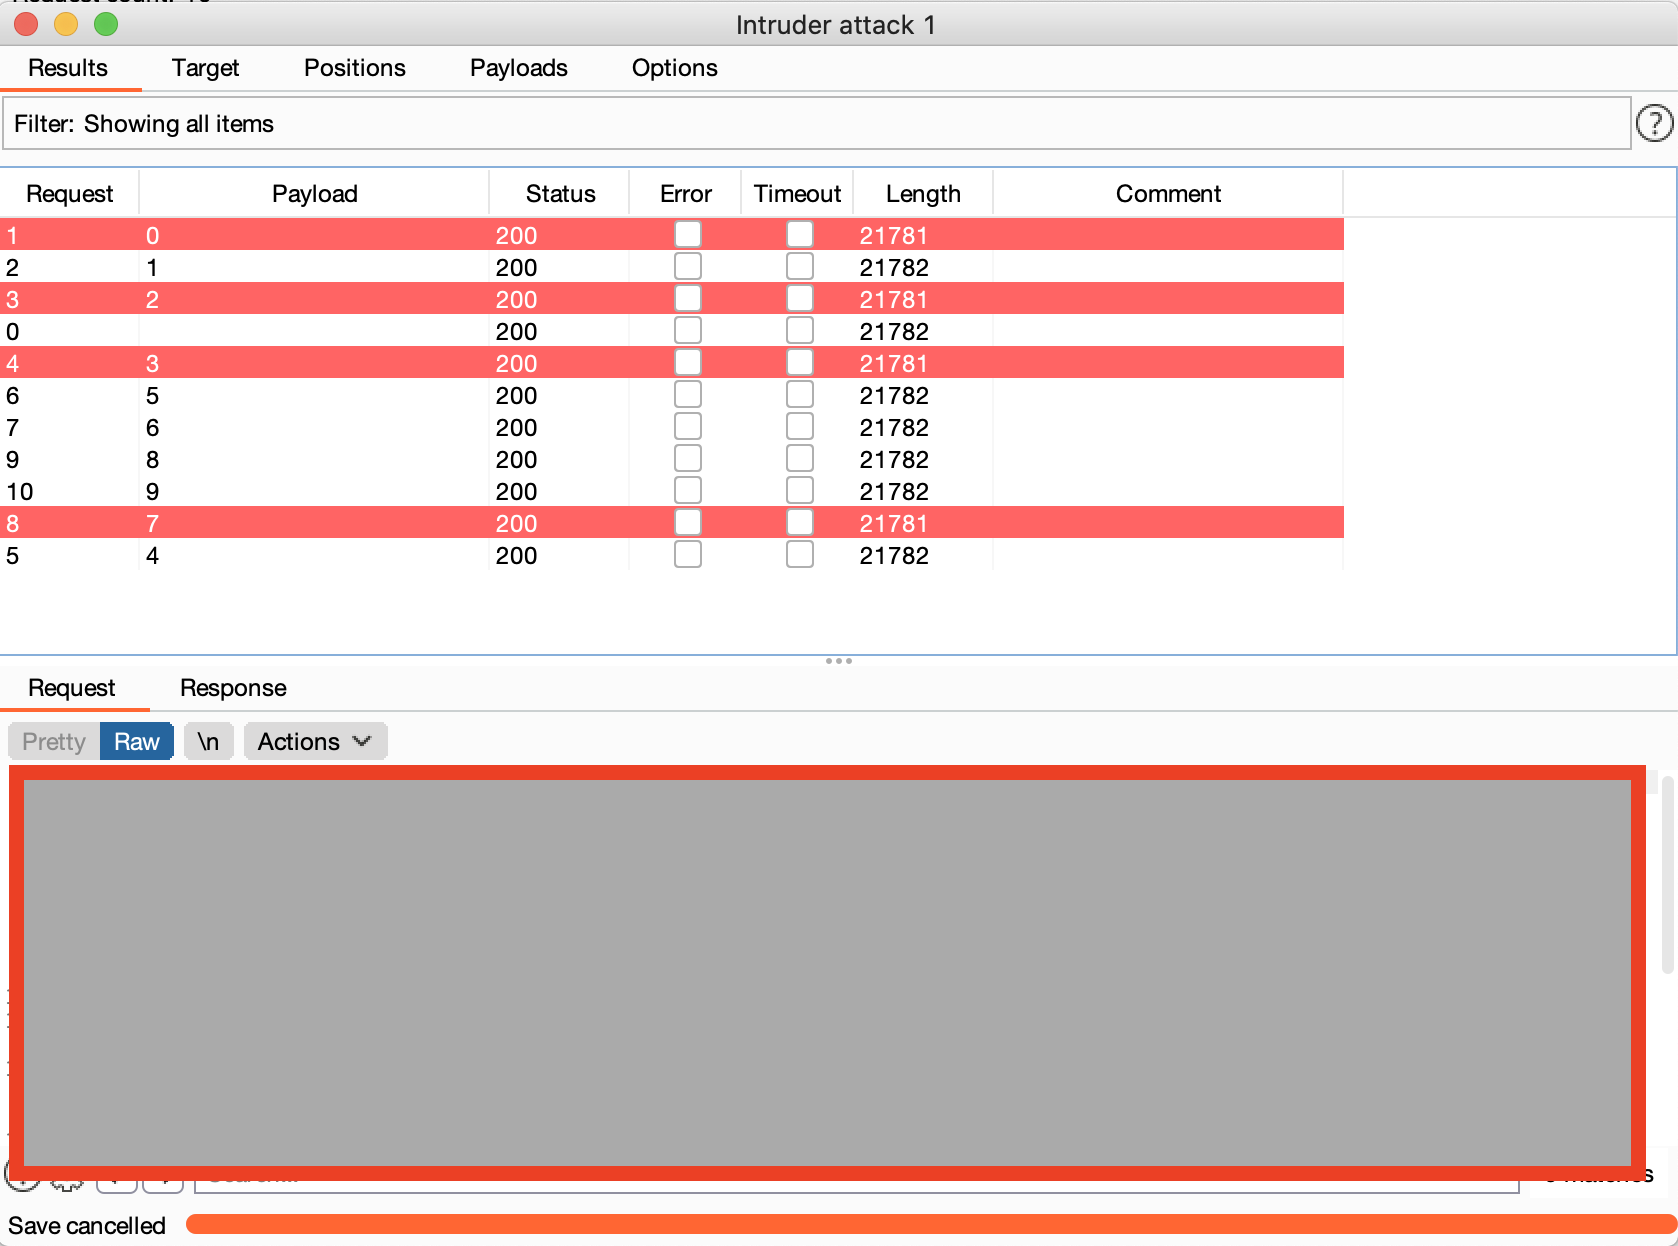 Intruder attack 1
Results Target Positions Payloads Options
Filter: Showing all items ?
Request Payload Status Error Timeout Length Comment
1 0 200 21781
2 1 200 21782
3 2 200 21781
0 200 21782
4 3 200 21781
6 5 200 21782
7 6 200 21782
9 8 200 21782
10 9 200 21782
8 7 200 21781
5 4 200 21782
Request Response
Pretty Raw \n Actions
Save cancelled